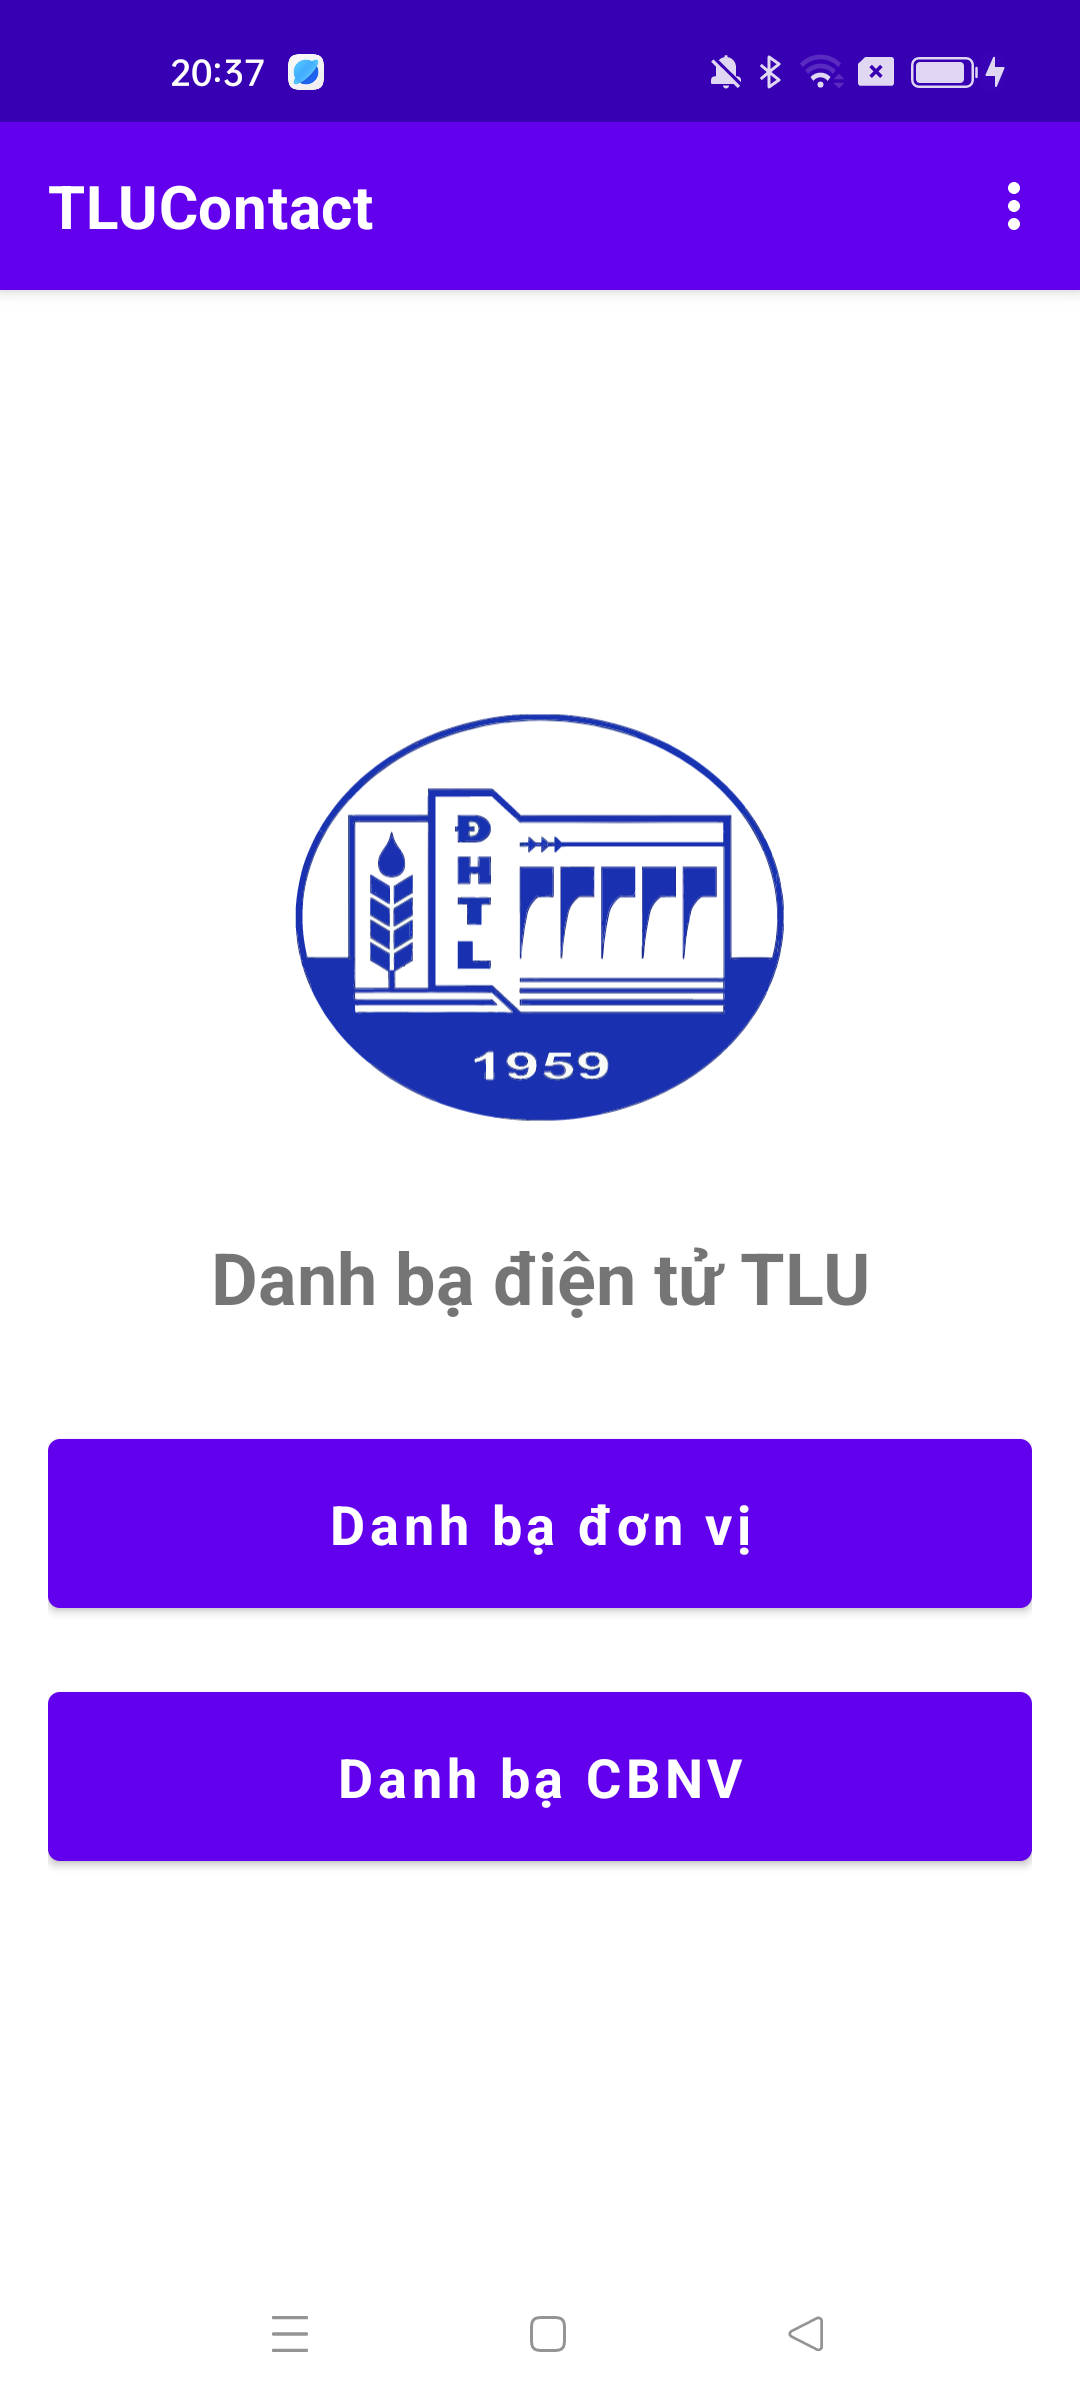 20:37
TLUContact
Đ
H
T
L
1959
Danh bạ điện tử TLU
Danh bạ đơn vị
Danh bạ CBNV